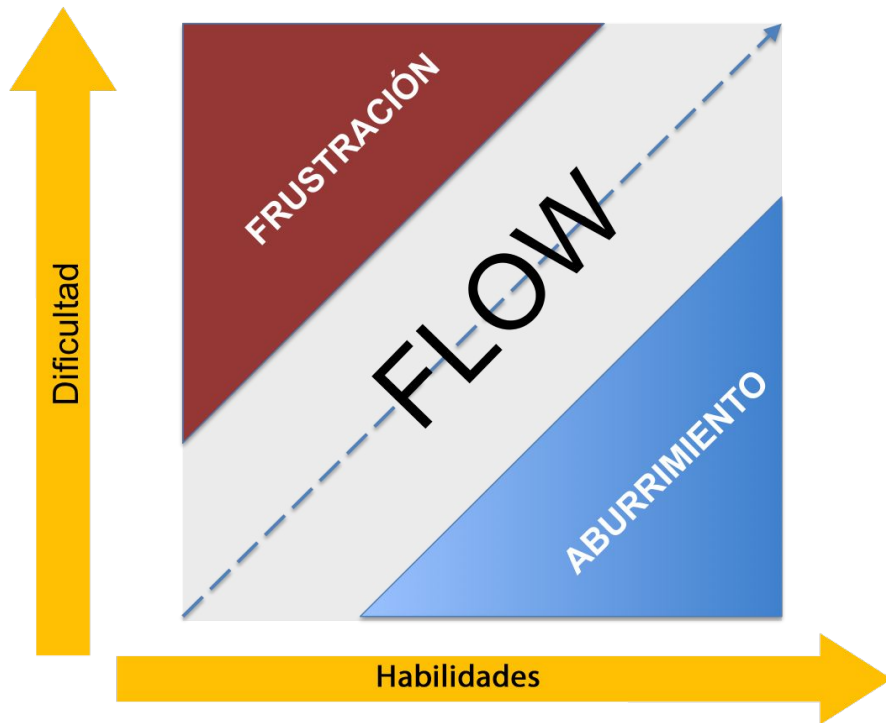 FRUSTRACIÓN
Dificultad
FLOW
ABURRIMIENTO
Habilidades